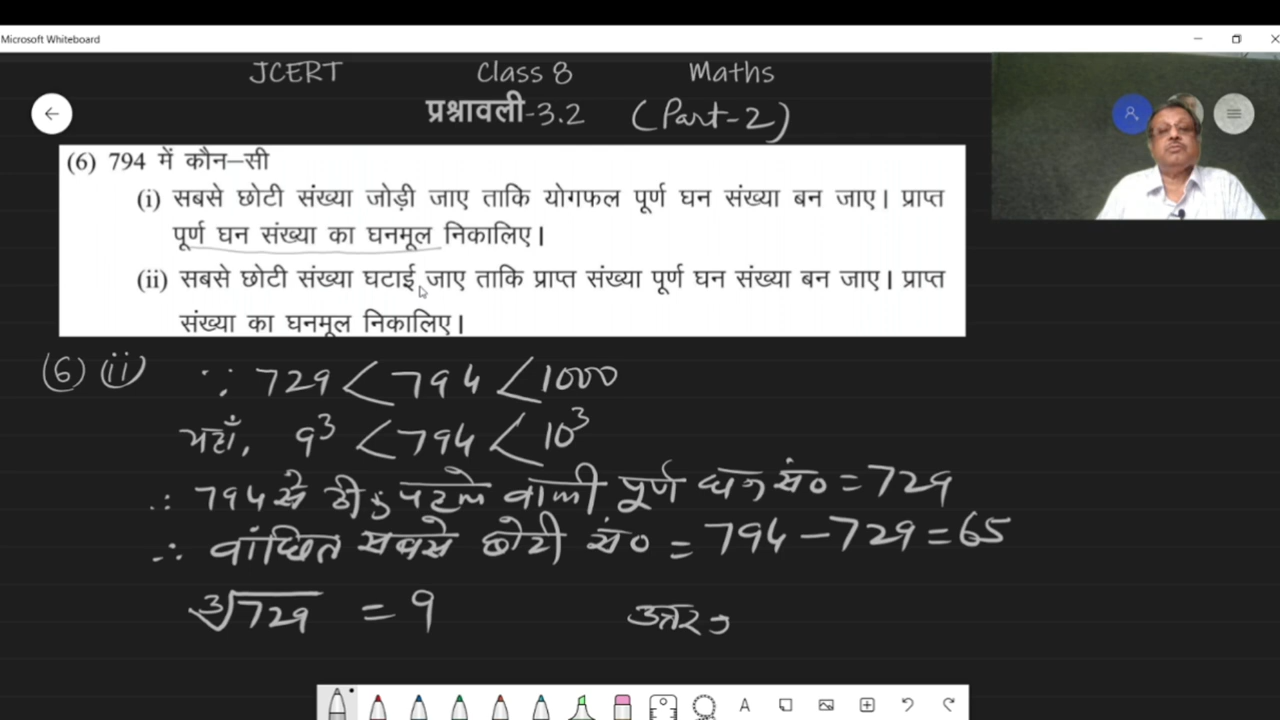 Microsoft Whiteboard
JCERT Class 8 Maths
प्रश्नावली-3.2 (Part-2)
(6) 794 में कौन-सी
(i) सबसे छोटी संख्या जोड़ी जाए ताकि योगफल पूर्ण घन संख्या बन जाए। प्राप्त
पूर्ण घन संख्या का घनमूल निकालिए।
(ii) सबसे छोटी संख्या घटाई जाए ताकि प्राप्त संख्या पूर्ण घन संख्या बन जाए। प्राप्त
संख्या का घनमूल निकालिए।
(6) (ii) ∵ 729 < 794 < 1000
यहाँ, 9³ < 794 < 10³
∴ 794 से ठीक पहले वाली पूर्ण घन सं० = 729
∴ वांछित सबसे छोटी सं० = 794 – 729 = 65
∛729 = 9 उत्तर
A